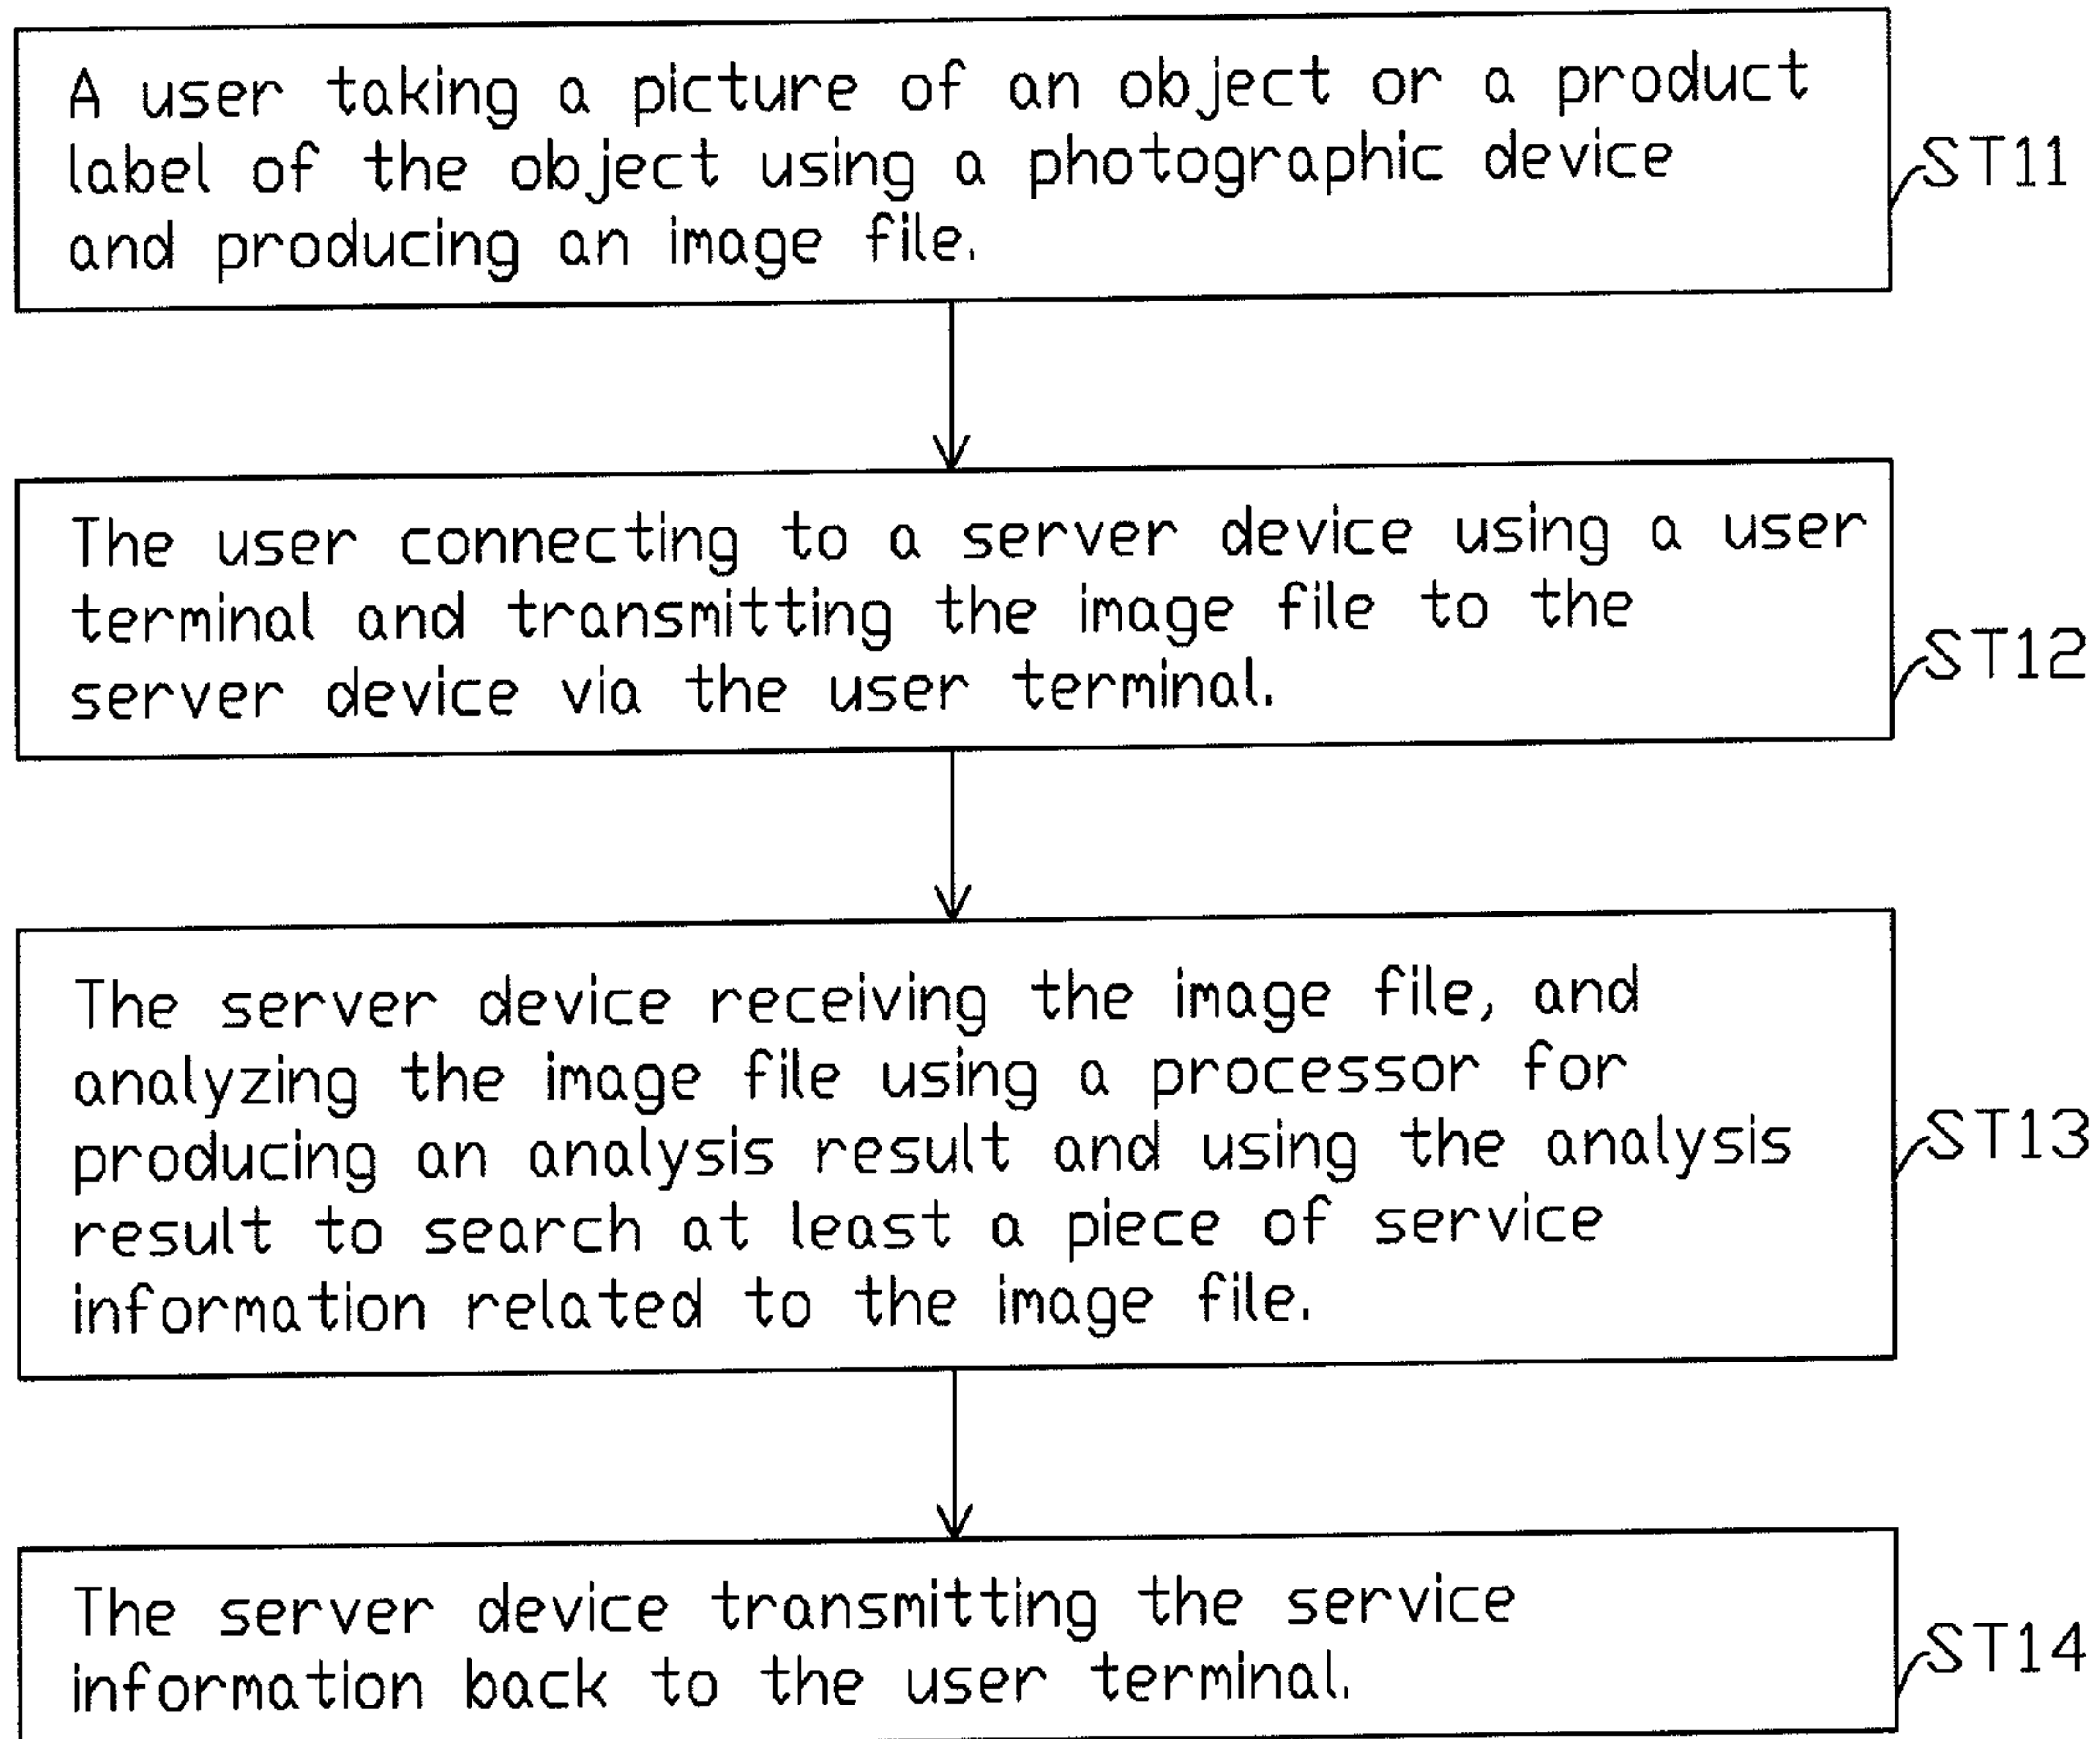 A user taking a picture of an object or a product
label of the object using a photographic device
and producing an image file.
ST11
The user connecting to a server device using a user
terminal and transmitting the image file to the
server device via the user terminal.
ST12
The server device receiving the image file, and
analyzing the image file using a processor for
producing an analysis result and using the analysis
result to search at least a piece of service
information related to the image file.
ST13
The server device transmitting the service
information back to the user terminal.
ST14